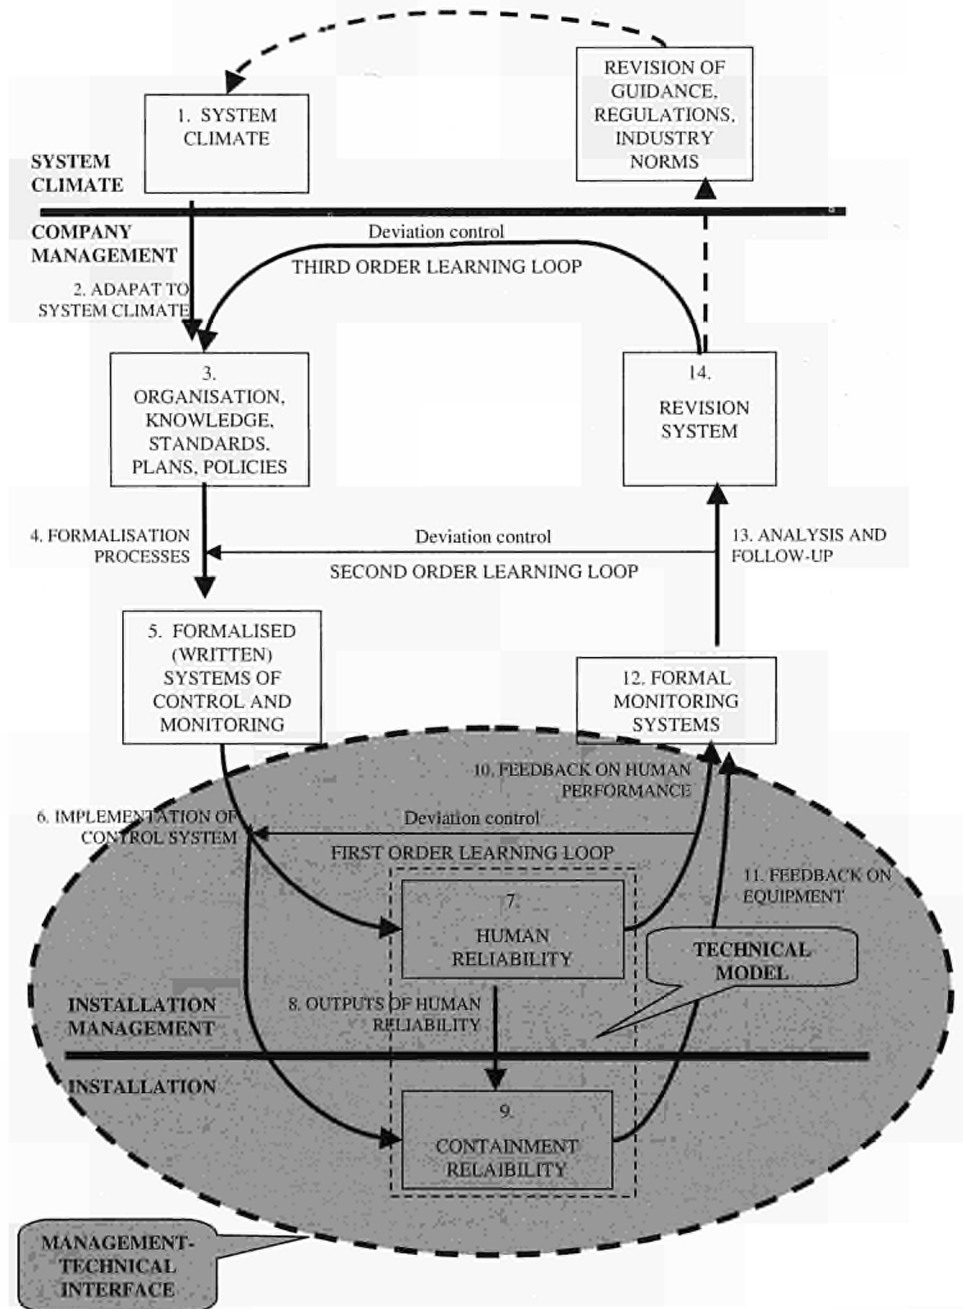 REVISION OF
GUIDANCE,
REGULATIONS,
INDUSTRY
NORMS
1. SYSTEM
CLIMATE
SYSTEM
CLIMATE
COMPANY
MANAGEMENT
Deviation control
THIRD ORDER LEARNING LOOP
2. ADAPAT TO
SYSTEM CLIMATE
3.
ORGANISATION,
KNOWLEDGE,
STANDARDS,
PLANS, POLICIES
14.
REVISION
SYSTEM
4. FORMALISATION
PROCESSES
Deviation control
SECOND ORDER LEARNING LOOP
13. ANALYSIS AND
FOLLOW-UP
5. FORMALISED
(WRITTEN)
SYSTEMS OF
CONTROL AND
MONITORING
12. FORMAL
MONITORING
SYSTEMS
10. FEEDBACK ON HUMAN
PERFORMANCE
6. IMPLEMENTATION OF
CONTROL SYSTEM
Deviation control
FIRST ORDER LEARNING LOOP
11. FEEDBACK ON
EQUIPMENT
7.
HUMAN
RELIABILITY
TECHNICAL
MODEL
8. OUTPUTS OF HUMAN
RELIABILITY
INSTALLATION
MANAGEMENT
INSTALLATION
9.
CONTAINMENT
RELAIBILITY
MANAGEMENT-
TECHNICAL
INTERFACE